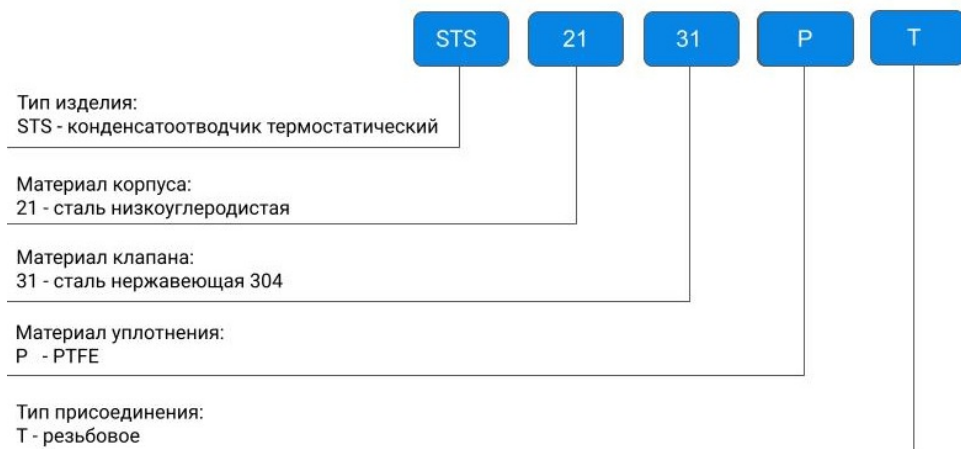 STS 21 31 P T
Тип изделия:
STS - конденсатоотводчик термостатический
Материал корпуса:
21 - сталь низкоуглеродистая
Материал клапана:
31 - сталь нержавеющая 304
Материал уплотнения:
P - PTFE
Тип присоединения:
Т - резьбовое